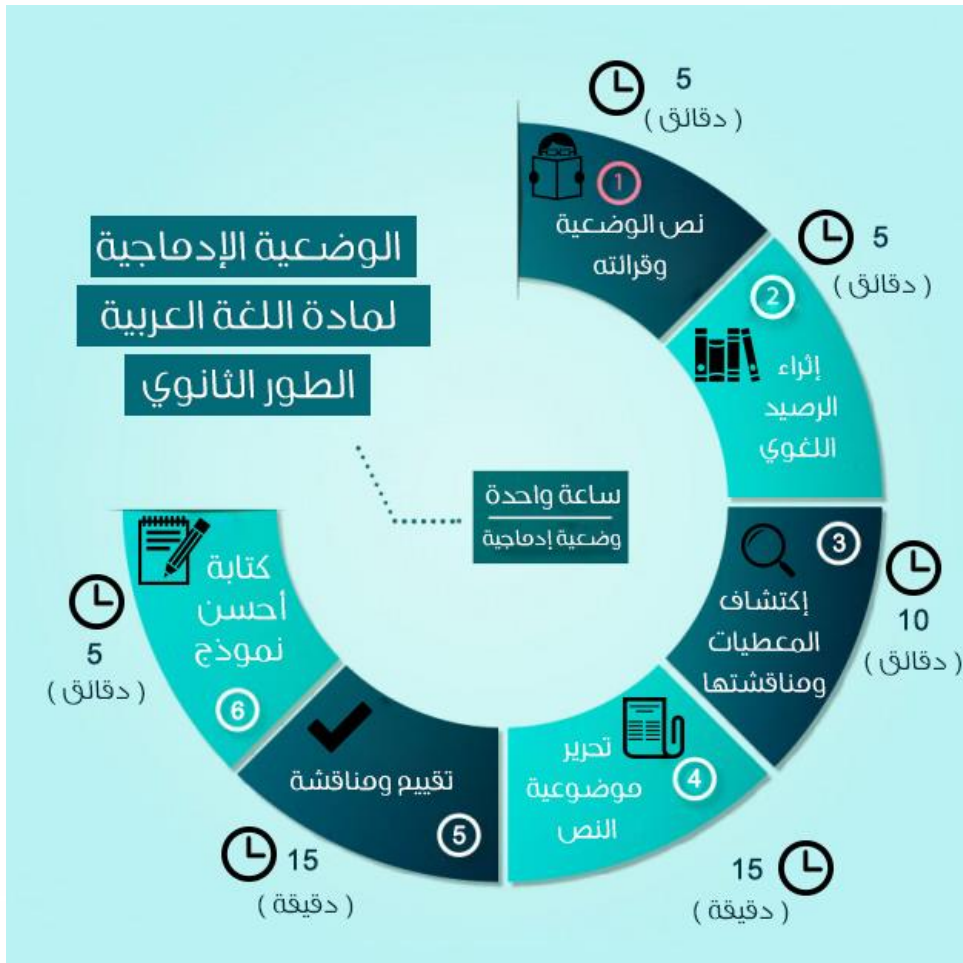 الوضعية الإدماجية
لمادة اللغة العربية
الطور الثانوي
ساعة واحدة
وضعية إدماجية
5
( دقائق )
1
نص الوضعية
وقرائته
5
( دقائق )
2
إثراء
الرصيد
اللغوي
10
( دقائق )
3
إكتشاف
المعطيات
ومناقشتها
15
( دقيقة )
4
تحرير
موضوعية
النص
15
( دقيقة )
5
تقييم ومناقشة
5
( دقائق )
6
كتابة
أحسن
نموذج